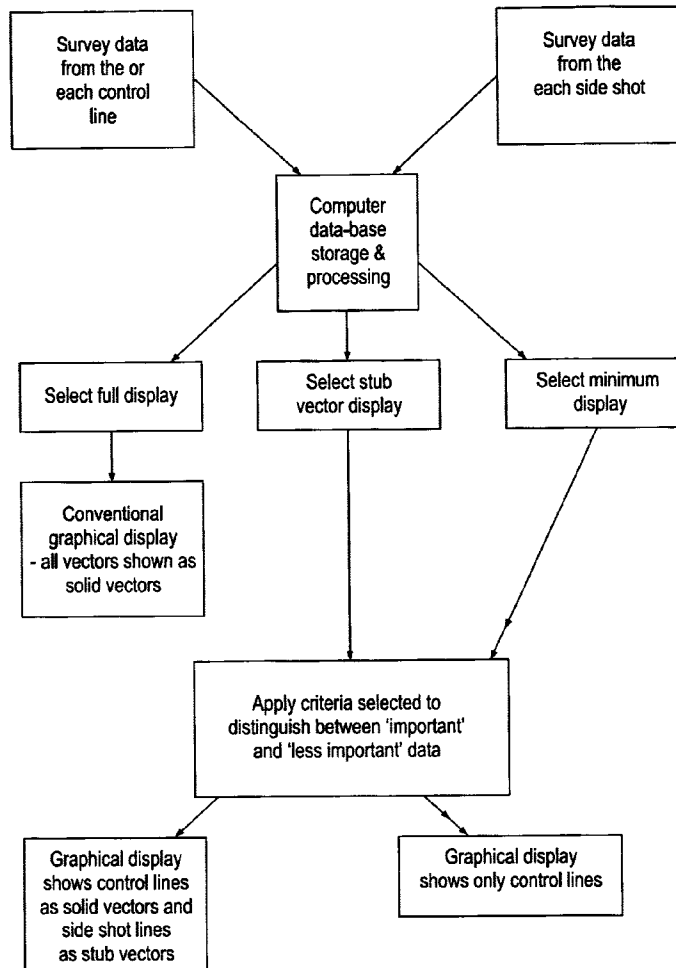 Survey data
from the or
each control
line
Survey data
from the
each side shot
Computer
data-base
storage &
processing
Select full display
Select stub
vector display
Select minimum
display
Conventional
graphical display
- all vectors shown as
solid vectors
Apply criteria selected to
distinguish between ‘important’
and ‘less important’ data
Graphical display
shows control lines
as solid vectors and
side shot lines
as stub vectors
Graphical display
shows only control lines